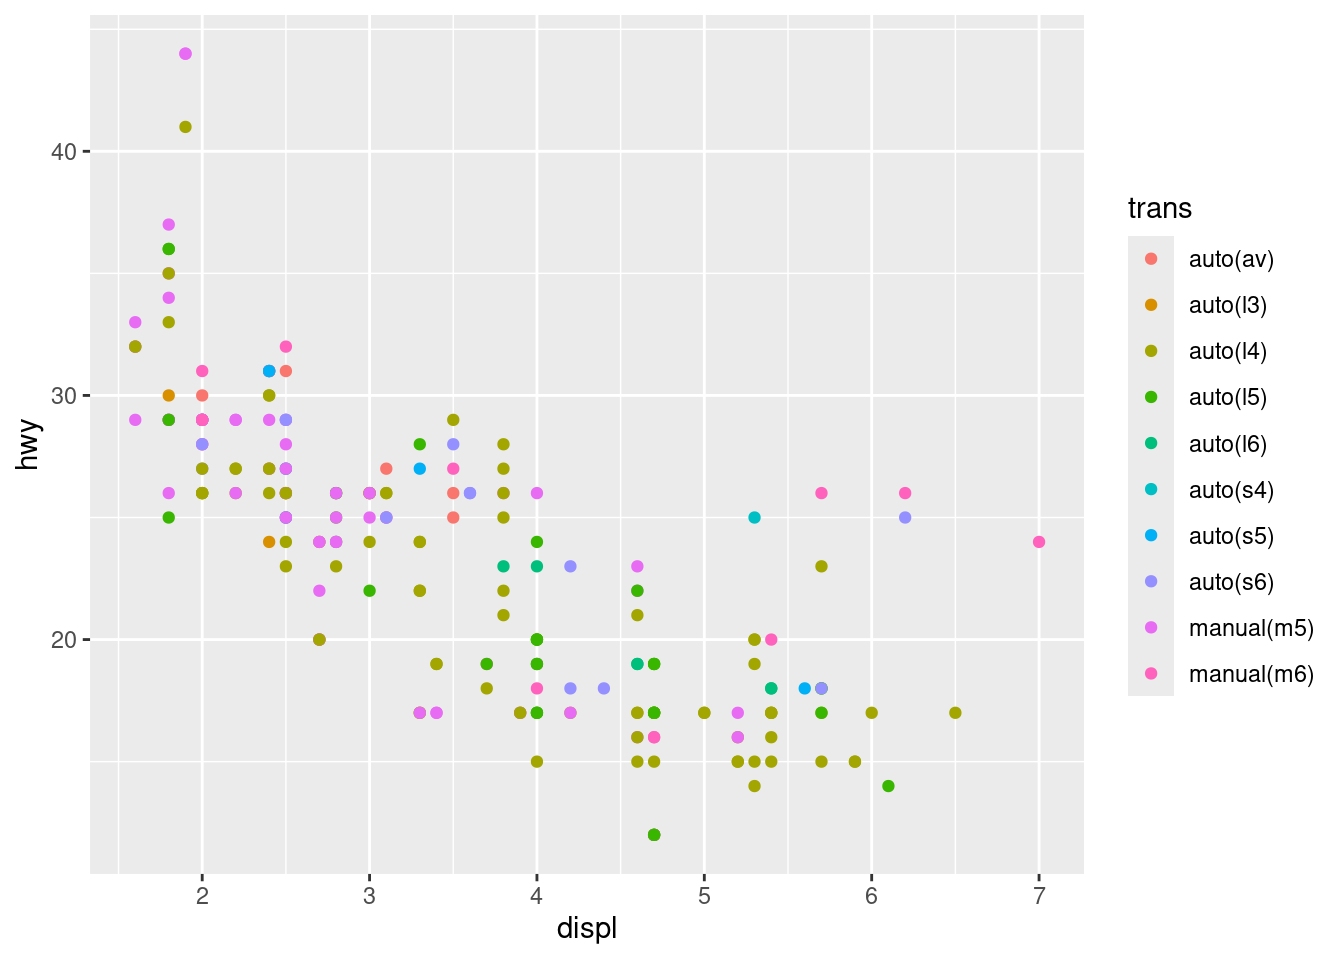 hwy
40
30
20
2 3 4 5 6 7
displ
trans
auto(av)
auto(l3)
auto(l4)
auto(l5)
auto(l6)
auto(s4)
auto(s5)
auto(s6)
manual(m5)
manual(m6)